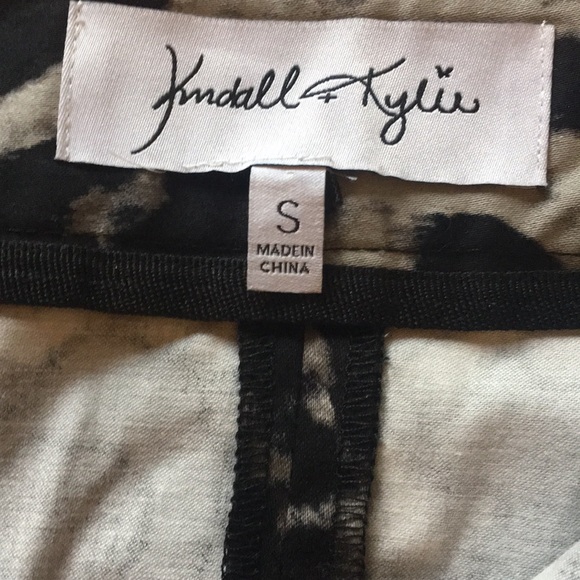 Kendall + Kylie
S
MADE IN
CHINA